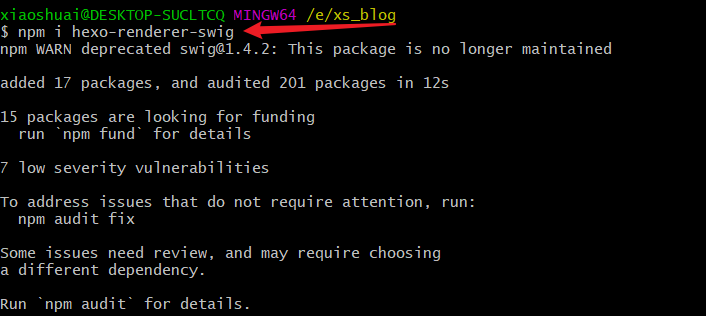 xiaoshuai@DESKTOP-SUCLTCQ MINGW64 /e/xs_blog
$ npm i hexo-renderer-swig
npm WARN deprecated swig@1.4.2: This package is no longer maintained
added 17 packages, and audited 201 packages in 12s
15 packages are looking for funding
  run `npm fund` for details
7 low severity vulnerabilities
To address issues that do not require attention, run:
  npm audit fix
Some issues need review, and may require choosing
a different dependency.
Run `npm audit` for details.